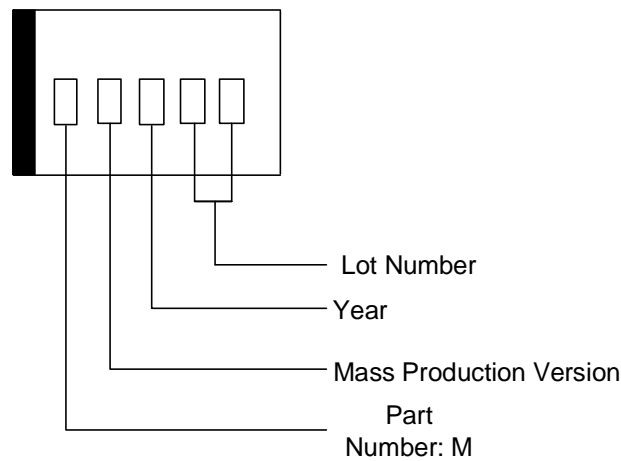 Lot Number
Year
Mass Production Version
Part
Number: M